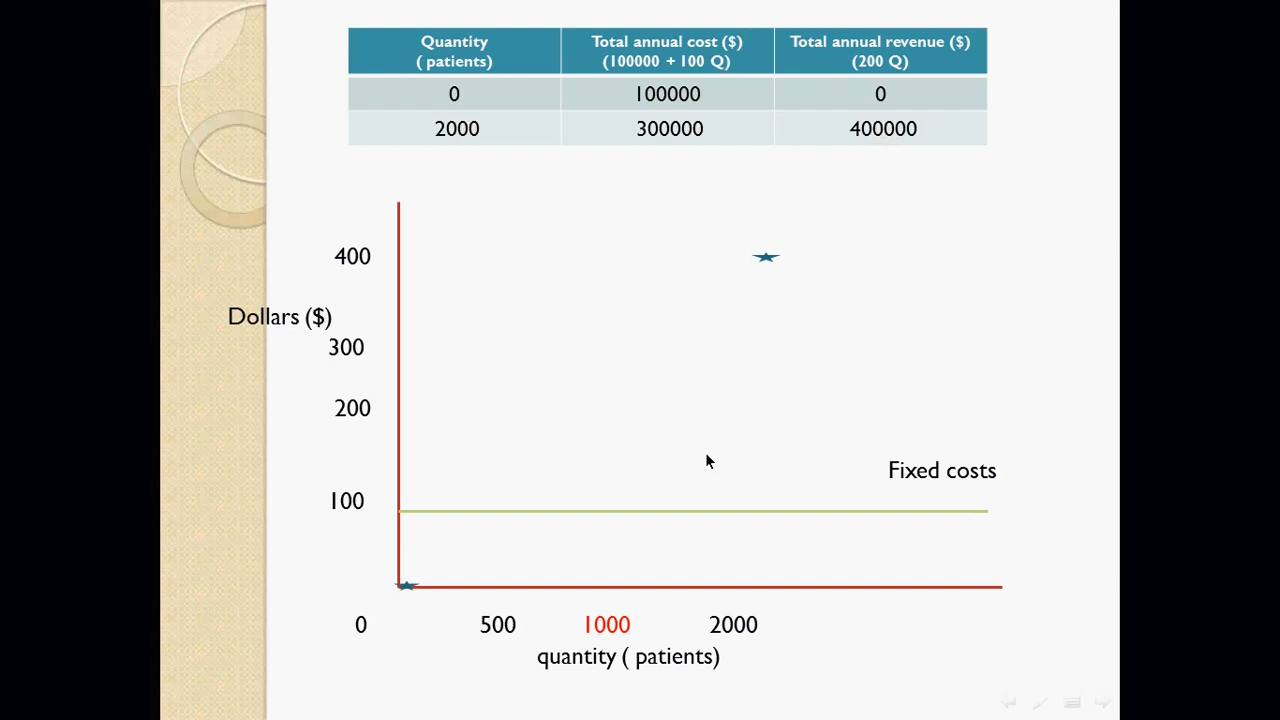 Quantity
( patients)
Total annual cost ($)
(100000 + 100 Q)
Total annual revenue ($)
(200 Q)
0
100000
0
2000
300000
400000
400
Dollars ($)
300
200
Fixed costs
100
0
500
1000
2000
quantity ( patients)